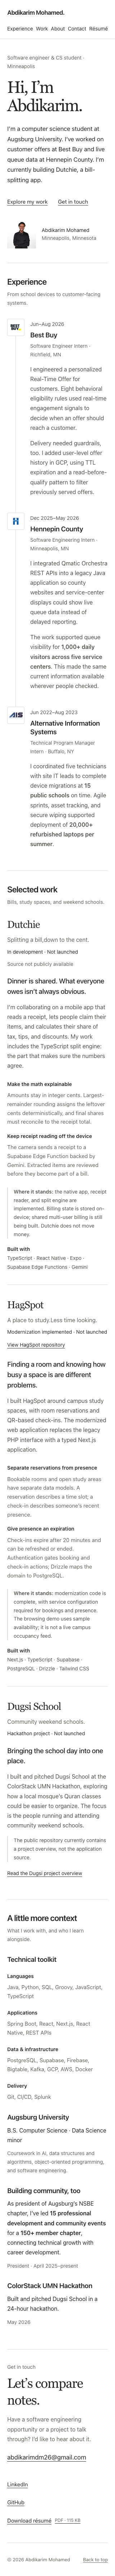 Abdikarim Mohamed.
Experience Work About Contact Résumé
Software engineer & CS student ·
Minneapolis
Hi, I'm
Abdikarim.
I'm a computer science student at
Augsburg University. I've worked on
customer offers at Best Buy and live
queue data at Hennepin County. I'm
currently building Dutchie, a bill-
splitting app.
Explore my work Get in touch
Abdikarim Mohamed
Minneapolis, Minnesota
Experience
From school devices to customer-facing
systems.
Jun–Aug 2026
BEST BUY
Best Buy
Software Engineer Intern ·
Richfield, MN
I engineered a personalized
Real-Time Offer for
customers. Eight behavioral
eligibility rules used real-time
engagement signals to
decide when an offer should
reach a customer.
Delivery needed guardrails,
too. I added user-level offer
history in GCP, using TTL
expiration and a read-before-
apply pattern to filter
previously served offers.
Dec 2025–May 2026
Hennepin County
Software Engineering Intern ·
Minneapolis, MN
I integrated Qmatic Orchestra
REST APIs into a legacy Java
application so county
websites and service-center
displays could show live
queue data instead of
delayed reporting.
The work supported queue
visibility for 1,000+ daily
visitors across five service
centers. This made the same
current information available
wherever people checked.
Jun 2022–Aug 2023
AIS
Alternative Information
Systems
Technical Program Manager
Intern · Buffalo, NY
I coordinated five technicians
with site IT leads to complete
device migrations at 15
public schools on time. Agile
sprints, asset tracking, and
secure wiping supported
deployment of 20,000+
refurbished laptops per
summer.
Selected work
Bills, study spaces, and weekend schools.
Dutchie
Splitting a bill,down to the cent.
In development · Not launched
Source not publicly available
Dinner is shared. What everyone
owes isn't always obvious.
I'm collaborating on a mobile app that
reads a receipt, lets people claim their
items, and calculates their share of
tax, tips, and discounts. My work
includes the TypeScript split engine:
the part that makes sure the numbers
agree.
Make the math explainable
Amounts stay in integer cents. Largest-
remainder rounding assigns the leftover
cents deterministically, and final shares
must reconcile to the receipt total.
Keep receipt reading off the device
The camera sends a receipt to a
Supabase Edge Function backed by
Gemini. Extracted items are reviewed
before they become part of a bill.
Where it stands: the native app, receipt
reader, and split engine are
implemented. Billing state is stored on-
device; shared multi-user billing is still
being built. Dutchie does not move
money.
Built with
TypeScript · React Native · Expo ·
Supabase Edge Functions · Gemini
HagSpot
A place to study.Less time looking.
Modernization implemented · Not launched
View HagSpot repository
Finding a room and knowing how
busy a space is are different
problems.
I built HagSpot around campus study
spaces, with room reservations and
QR-based check-ins. The modernized
web application replaces the legacy
PHP interface with a typed Next.js
application.
Separate reservations from presence
Bookable rooms and open study areas
have separate data models. A
reservation describes a time slot; a
check-in describes someone's recent
presence.
Give presence an expiration
Check-ins expire after 20 minutes and
can be refreshed or ended.
Authentication gates booking and
check-in actions; Drizzle maps the
domain to PostgreSQL.
Where it stands: modernization code is
complete, with service configuration
required for bookings and presence.
The browsing demo uses sample
availability; it is not a live campus
occupancy feed.
Built with
Next.js · TypeScript · Supabase ·
PostgreSQL · Drizzle · Tailwind CSS
Dugsi School
Community weekend schools.
Hackathon project · Not launched
Bringing the school day into one
place.
I built and pitched Dugsi School at the
ColorStack UMN Hackathon, exploring
how a local mosque's Quran classes
could be easier to organize. The focus
is the people running and attending
community weekend schools.
The public repository currently contains
a project overview, not the application
source.
Read the Dugsi project overview
A little more context
What I work with, and who I learn
alongside.
Technical toolkit
Languages
Java, Python, SQL, Groovy, JavaScript,
TypeScript
Applications
Spring Boot, React, Next.js, React
Native, REST APIs
Data & infrastructure
PostgreSQL, Supabase, Firebase,
Bigtable, Kafka, GCP, AWS, Docker
Delivery
Git, CI/CD, Splunk
Augsburg University
B.S. Computer Science · Data Science
minor
Coursework in AI, data structures and
algorithms, object-oriented programming,
and software engineering.
Building community, too
As president of Augsburg's NSBE
chapter, I've led 15 professional
development and community events
for a 150+ member chapter,
connecting technical growth with
career development.
President · April 2025–present
ColorStack UMN Hackathon
Built and pitched Dugsi School in a
24-hour hackathon.
May 2026
Get in touch
Let's compare
notes.
Have a software engineering
opportunity or a project to talk
through? I'd like to hear about it.
abdikarimdm26@gmail.com
LinkedIn
GitHub
Download résumé PDF · 115 KB
© 2026 Abdikarim Mohamed Back to top